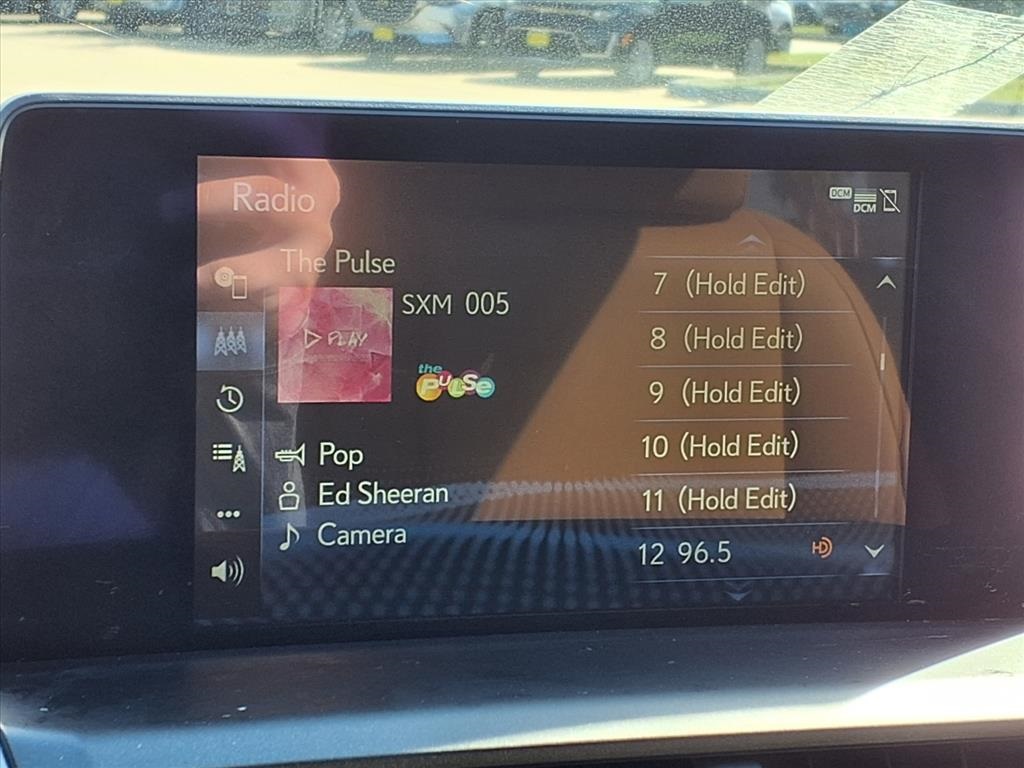 Radio
DCM
DCM
The Pulse
SXM 005
PLAY
the
PULSE
Pop
Ed Sheeran
Camera
7 (Hold Edit)
8 (Hold Edit)
9 (Hold Edit)
10 (Hold Edit)
11 (Hold Edit)
12 96.5 HD